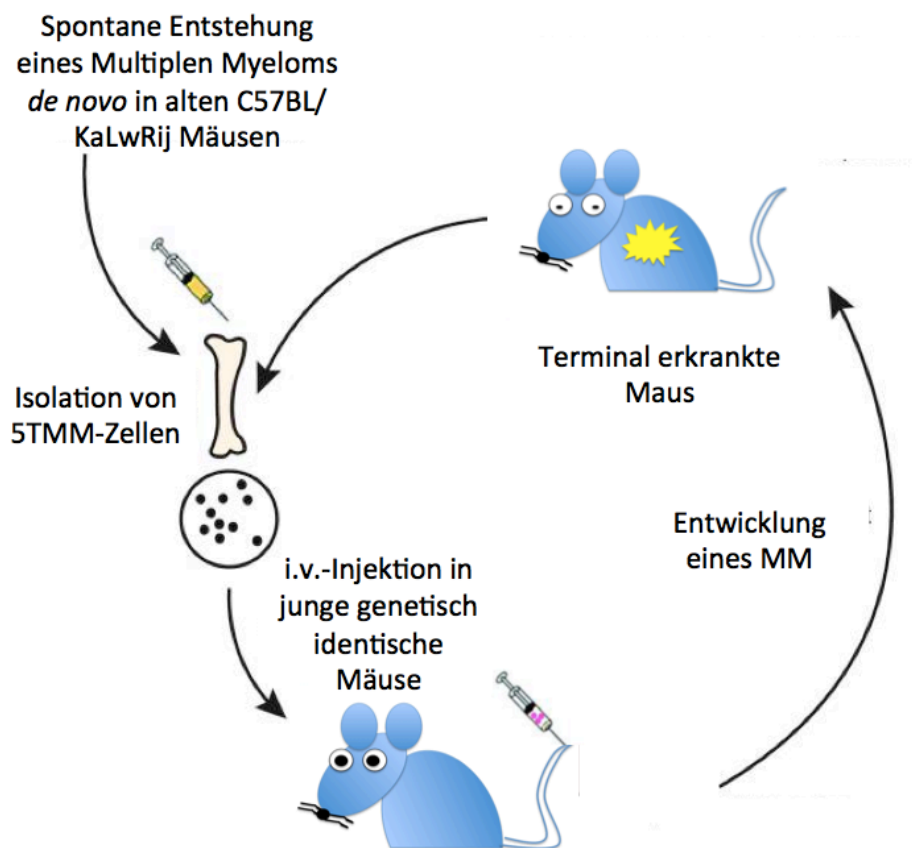 Spontane Entstehung
eines Multiplen Myeloms
de novo in alten C57BL/
KaLwRij Mäusen
Terminal erkrankte
Maus
Isolation von
5TMM-Zellen
Entwicklung
eines MM
i.v.-Injektion in
junge genetisch
identische
Mäuse